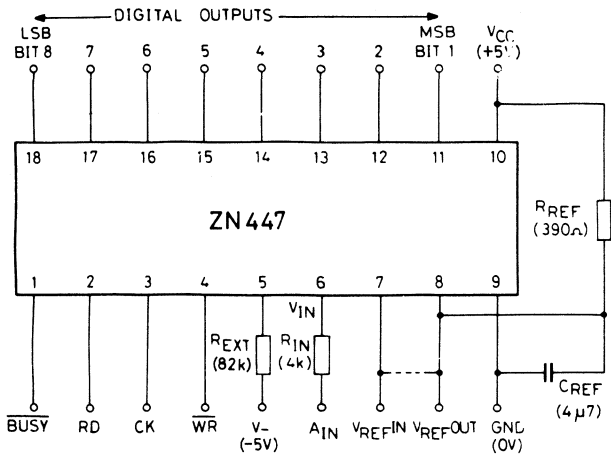 DIGITAL OUTPUTS
LSB BIT 8 7 6 5 4 3 2 MSB BIT 1 VCC (+5V)
18 17 16 15 14 13 12 11 10
ZN447
RREF (390Ω)
1 2 3 4 5 6 7 8 9
VIN
REXT (82k)
RIN (4k)
CREF (4µ7)
BUSY RD CK WR V- (-5V) AIN VREFIN VREFOUT GND (0V)